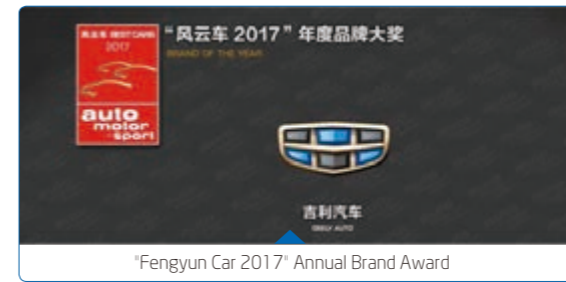 风云车 BEST CARS
2017
auto
motor
sport
“风云车 2017”年度品牌大奖
BRAND OF THE YEAR
吉利汽车
GEELY AUTO
"Fengyun Car 2017" Annual Brand Award